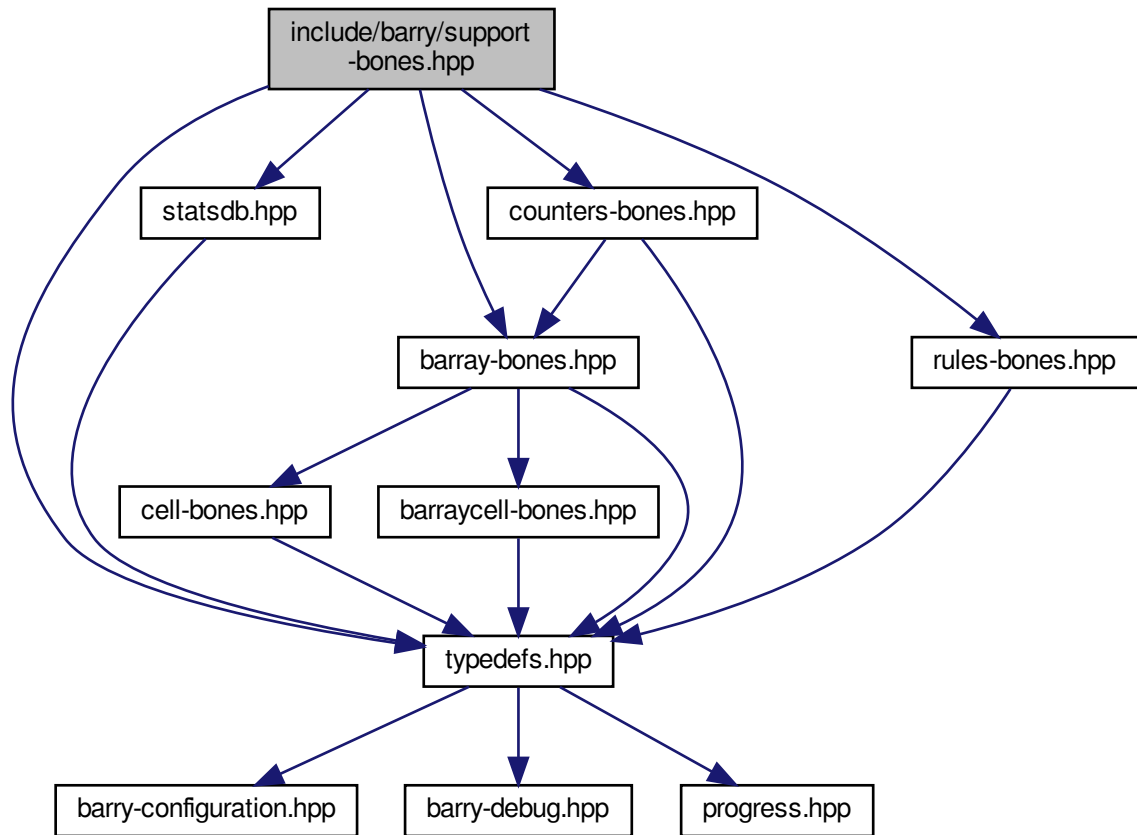 include/barry/support
-bones.hpp
statsdb.hpp
counters-bones.hpp
barray-bones.hpp
rules-bones.hpp
cell-bones.hpp
barraycell-bones.hpp
typedefs.hpp
barry-configuration.hpp
barry-debug.hpp
progress.hpp